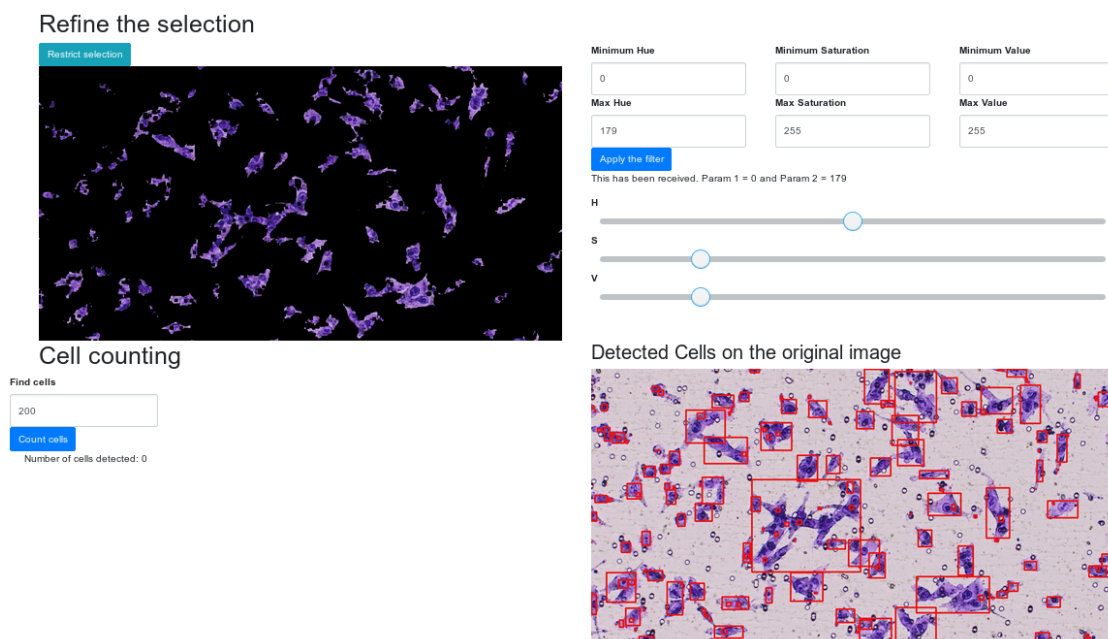 Refine the selection
Restrict selection
Minimum Hue
Minimum Saturation
Minimum Value
0
0
0
Max Hue
Max Saturation
Max Value
179
255
255
Apply the filter
This has been received. Param 1 = 0 and Param 2 = 179
H
S
V
Cell counting
Find cells
200
Count cells
Number of cells detected: 0
Detected Cells on the original image